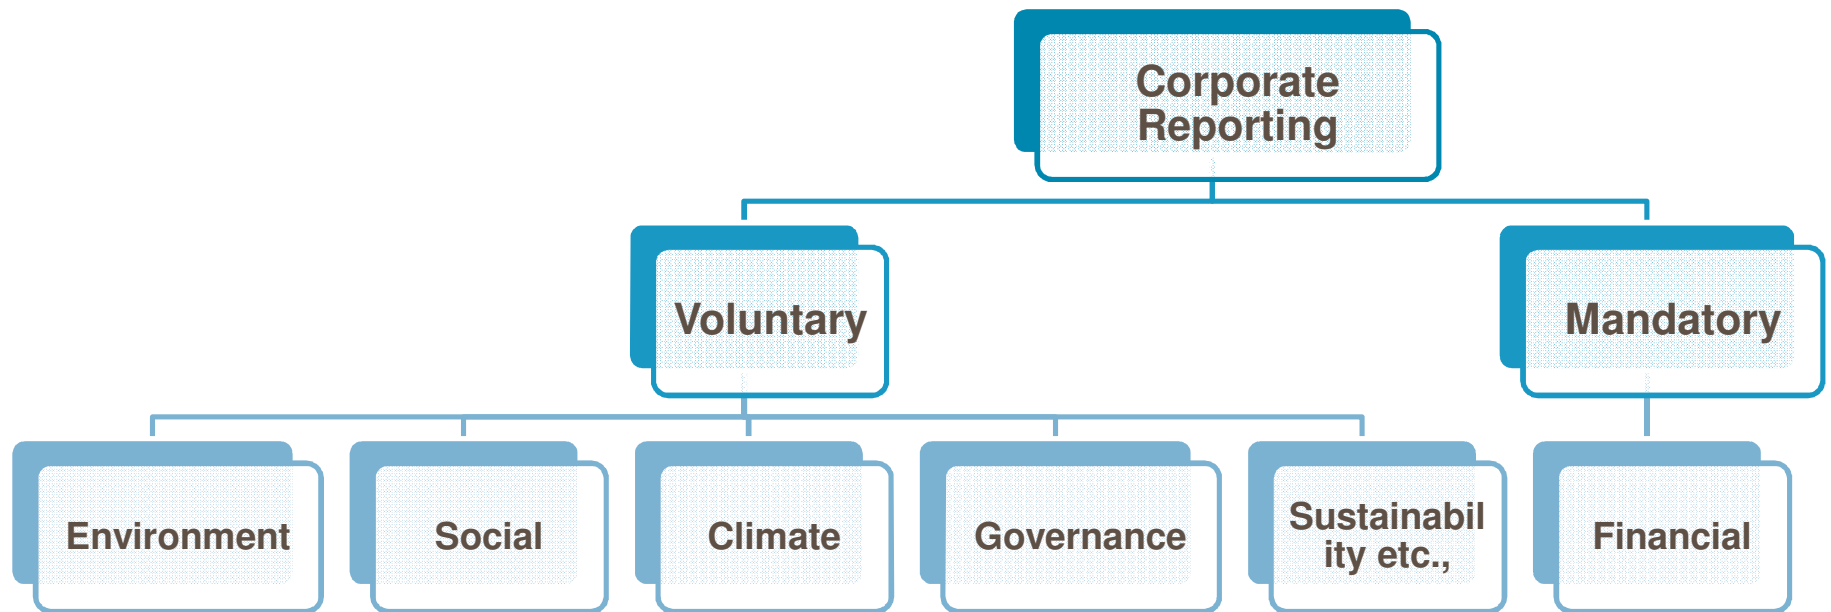 Corporate
Reporting
Voluntary
Mandatory
Environment
Social
Climate
Governance
Sustainabil
ity etc.,
Financial